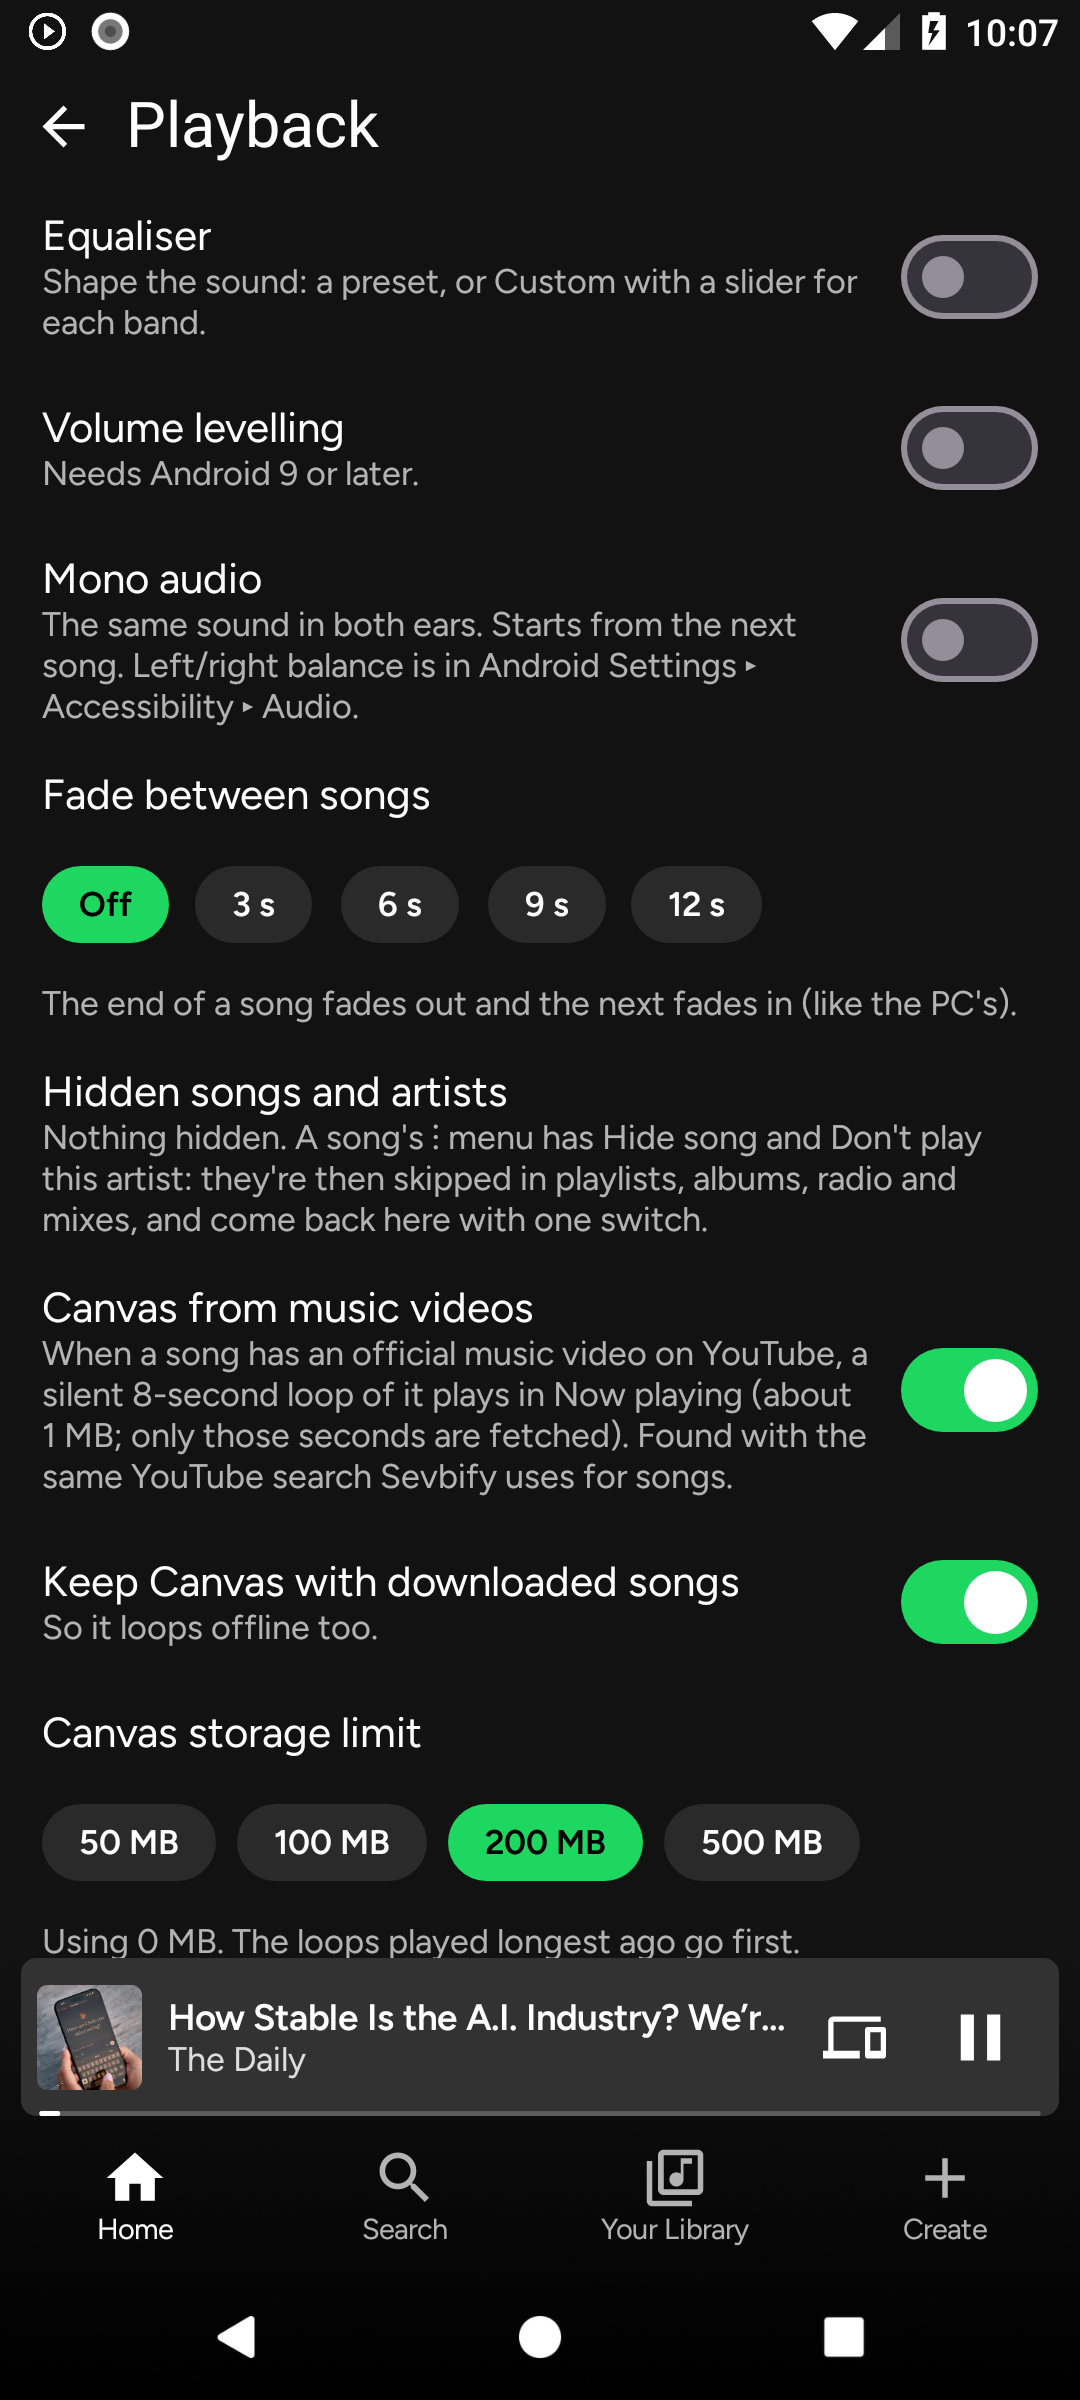 10:07
Playback
Equaliser
Shape the sound: a preset, or Custom with a slider for
each band.
Volume levelling
Needs Android 9 or later.
Mono audio
The same sound in both ears. Starts from the next
song. Left/right balance is in Android Settings ▸
Accessibility ▸ Audio.
Fade between songs
Off 3 s 6 s 9 s 12 s
The end of a song fades out and the next fades in (like the PC's).
Hidden songs and artists
Nothing hidden. A song's ⋮ menu has Hide song and Don't play
this artist: they're then skipped in playlists, albums, radio and
mixes, and come back here with one switch.
Canvas from music videos
When a song has an official music video on YouTube, a
silent 8-second loop of it plays in Now playing (about
1 MB; only those seconds are fetched). Found with the
same YouTube search Sevbify uses for songs.
Keep Canvas with downloaded songs
So it loops offline too.
Canvas storage limit
50 MB 100 MB 200 MB 500 MB
Using 0 MB. The loops played longest ago go first.
How Stable Is the A.I. Industry? We’r...
The Daily
Home Search Your Library Create